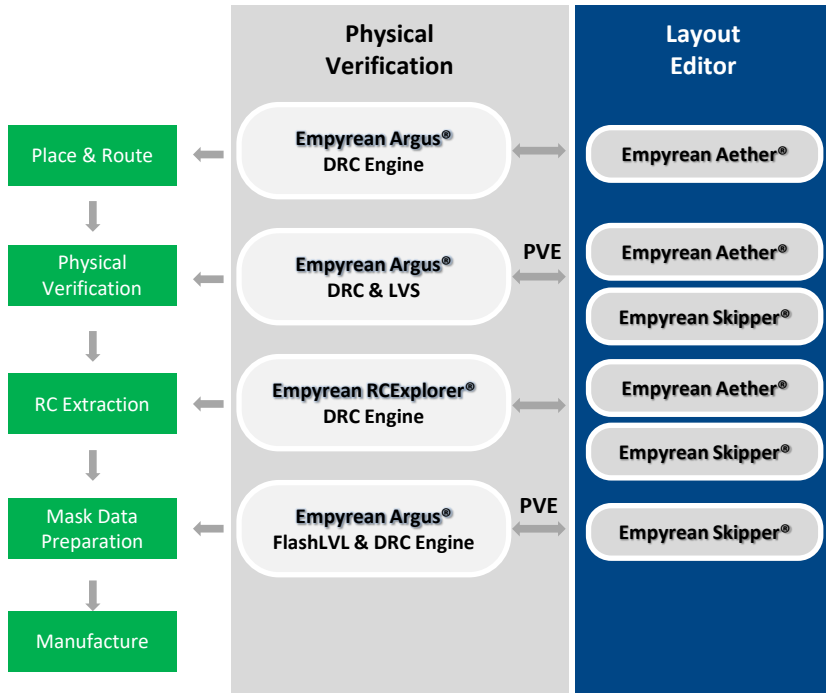 Physical
Verification
Layout
Editor
Place & Route
Empyrean Argus®
DRC Engine
Empyrean Aether®
Physical
Verification
Empyrean Argus®
DRC & LVS
PVE
Empyrean Aether®
Empyrean Skipper®
RC Extraction
Empyrean RCExplorer®
DRC Engine
Empyrean Aether®
Empyrean Skipper®
Mask Data
Preparation
Empyrean Argus®
FlashLVL & DRC Engine
PVE
Empyrean Skipper®
Manufacture